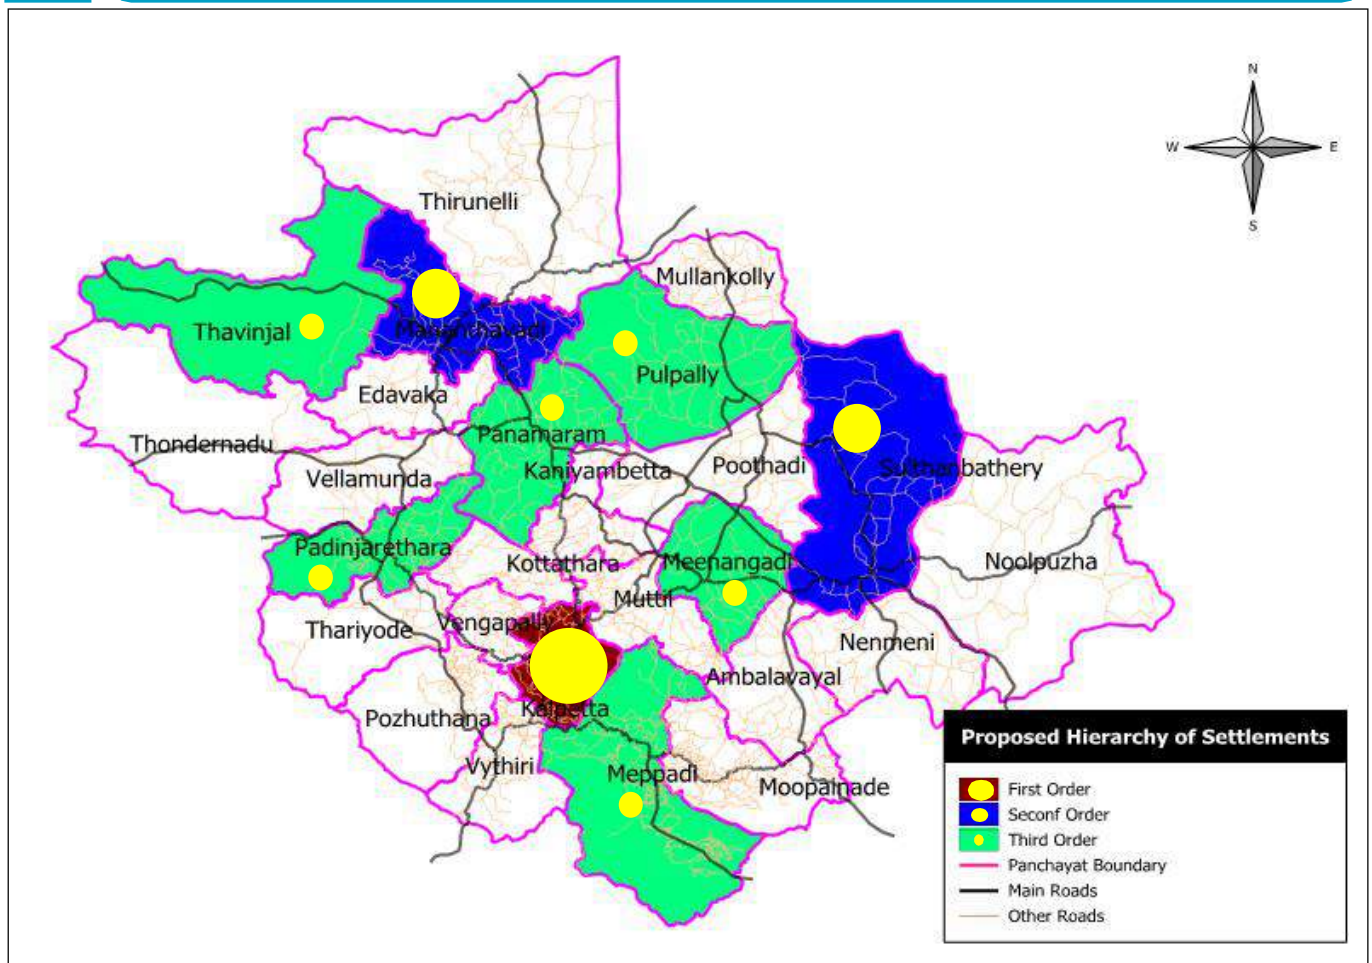 N
W E
S
Thirunelli
Mullankolly
Thavinjal
Mananthavadi
Pulpally
Edavaka
Panamaram
Thondernadu
Kaniyambetta
Poothadi
Sulthanbathery
Vellamunda
Padinjarethara
Kottathara
Meenangadi
Noolpuzha
Muttil
Thariyode
Vengapally
Nenmeni
Ambalavayal
Kalpetta
Pozhuthana
Vythiri
Meppadi
Moopainade
Proposed Hierarchy of Settlements
First Order
Seconf Order
Third Order
Panchayat Boundary
Main Roads
Other Roads